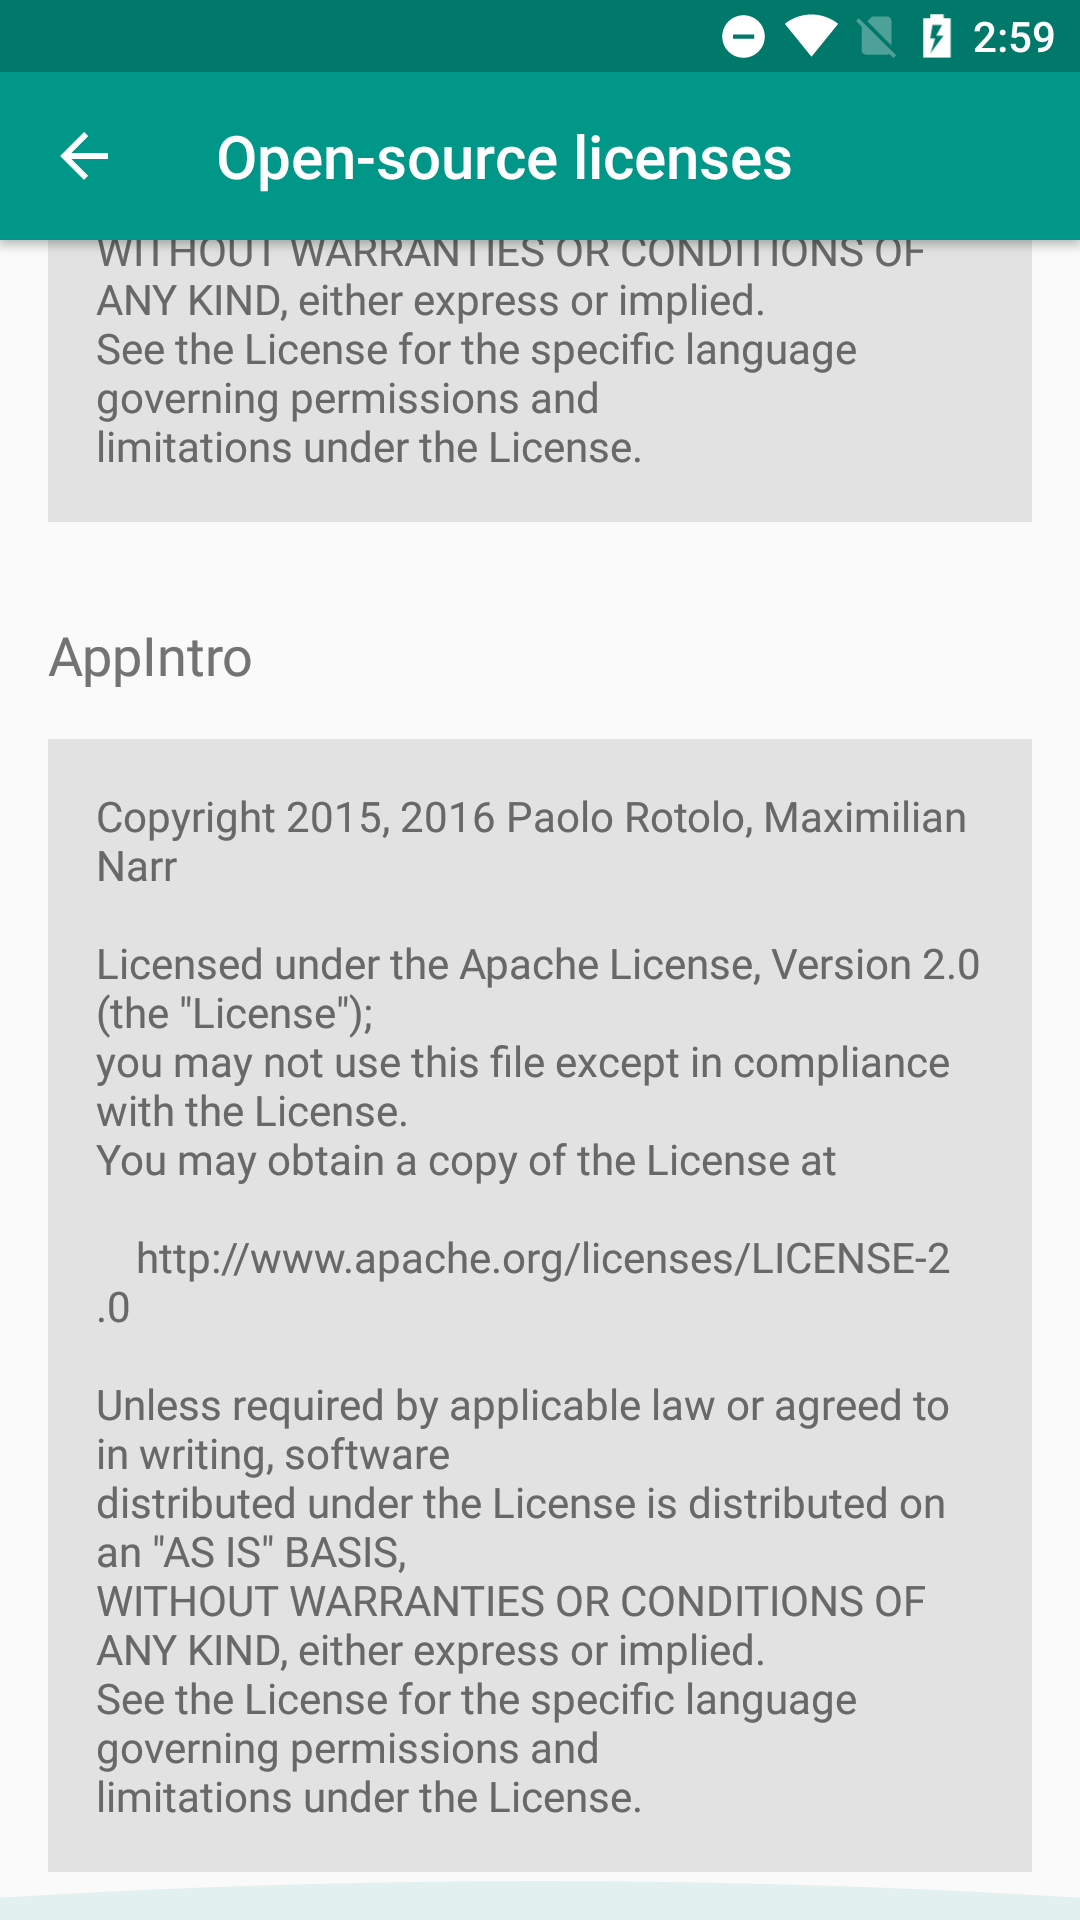 2:59
Open-source licenses
WITHOUT WARRANTIES OR CONDITIONS OF
ANY KIND, either express or implied.
See the License for the specific language
governing permissions and
limitations under the License.
AppIntro
Copyright 2015, 2016 Paolo Rotolo, Maximilian
Narr
Licensed under the Apache License, Version 2.0
(the "License");
you may not use this file except in compliance
with the License.
You may obtain a copy of the License at
http://www.apache.org/licenses/LICENSE-2
.0
Unless required by applicable law or agreed to
in writing, software
distributed under the License is distributed on
an "AS IS" BASIS,
WITHOUT WARRANTIES OR CONDITIONS OF
ANY KIND, either express or implied.
See the License for the specific language
governing permissions and
limitations under the License.